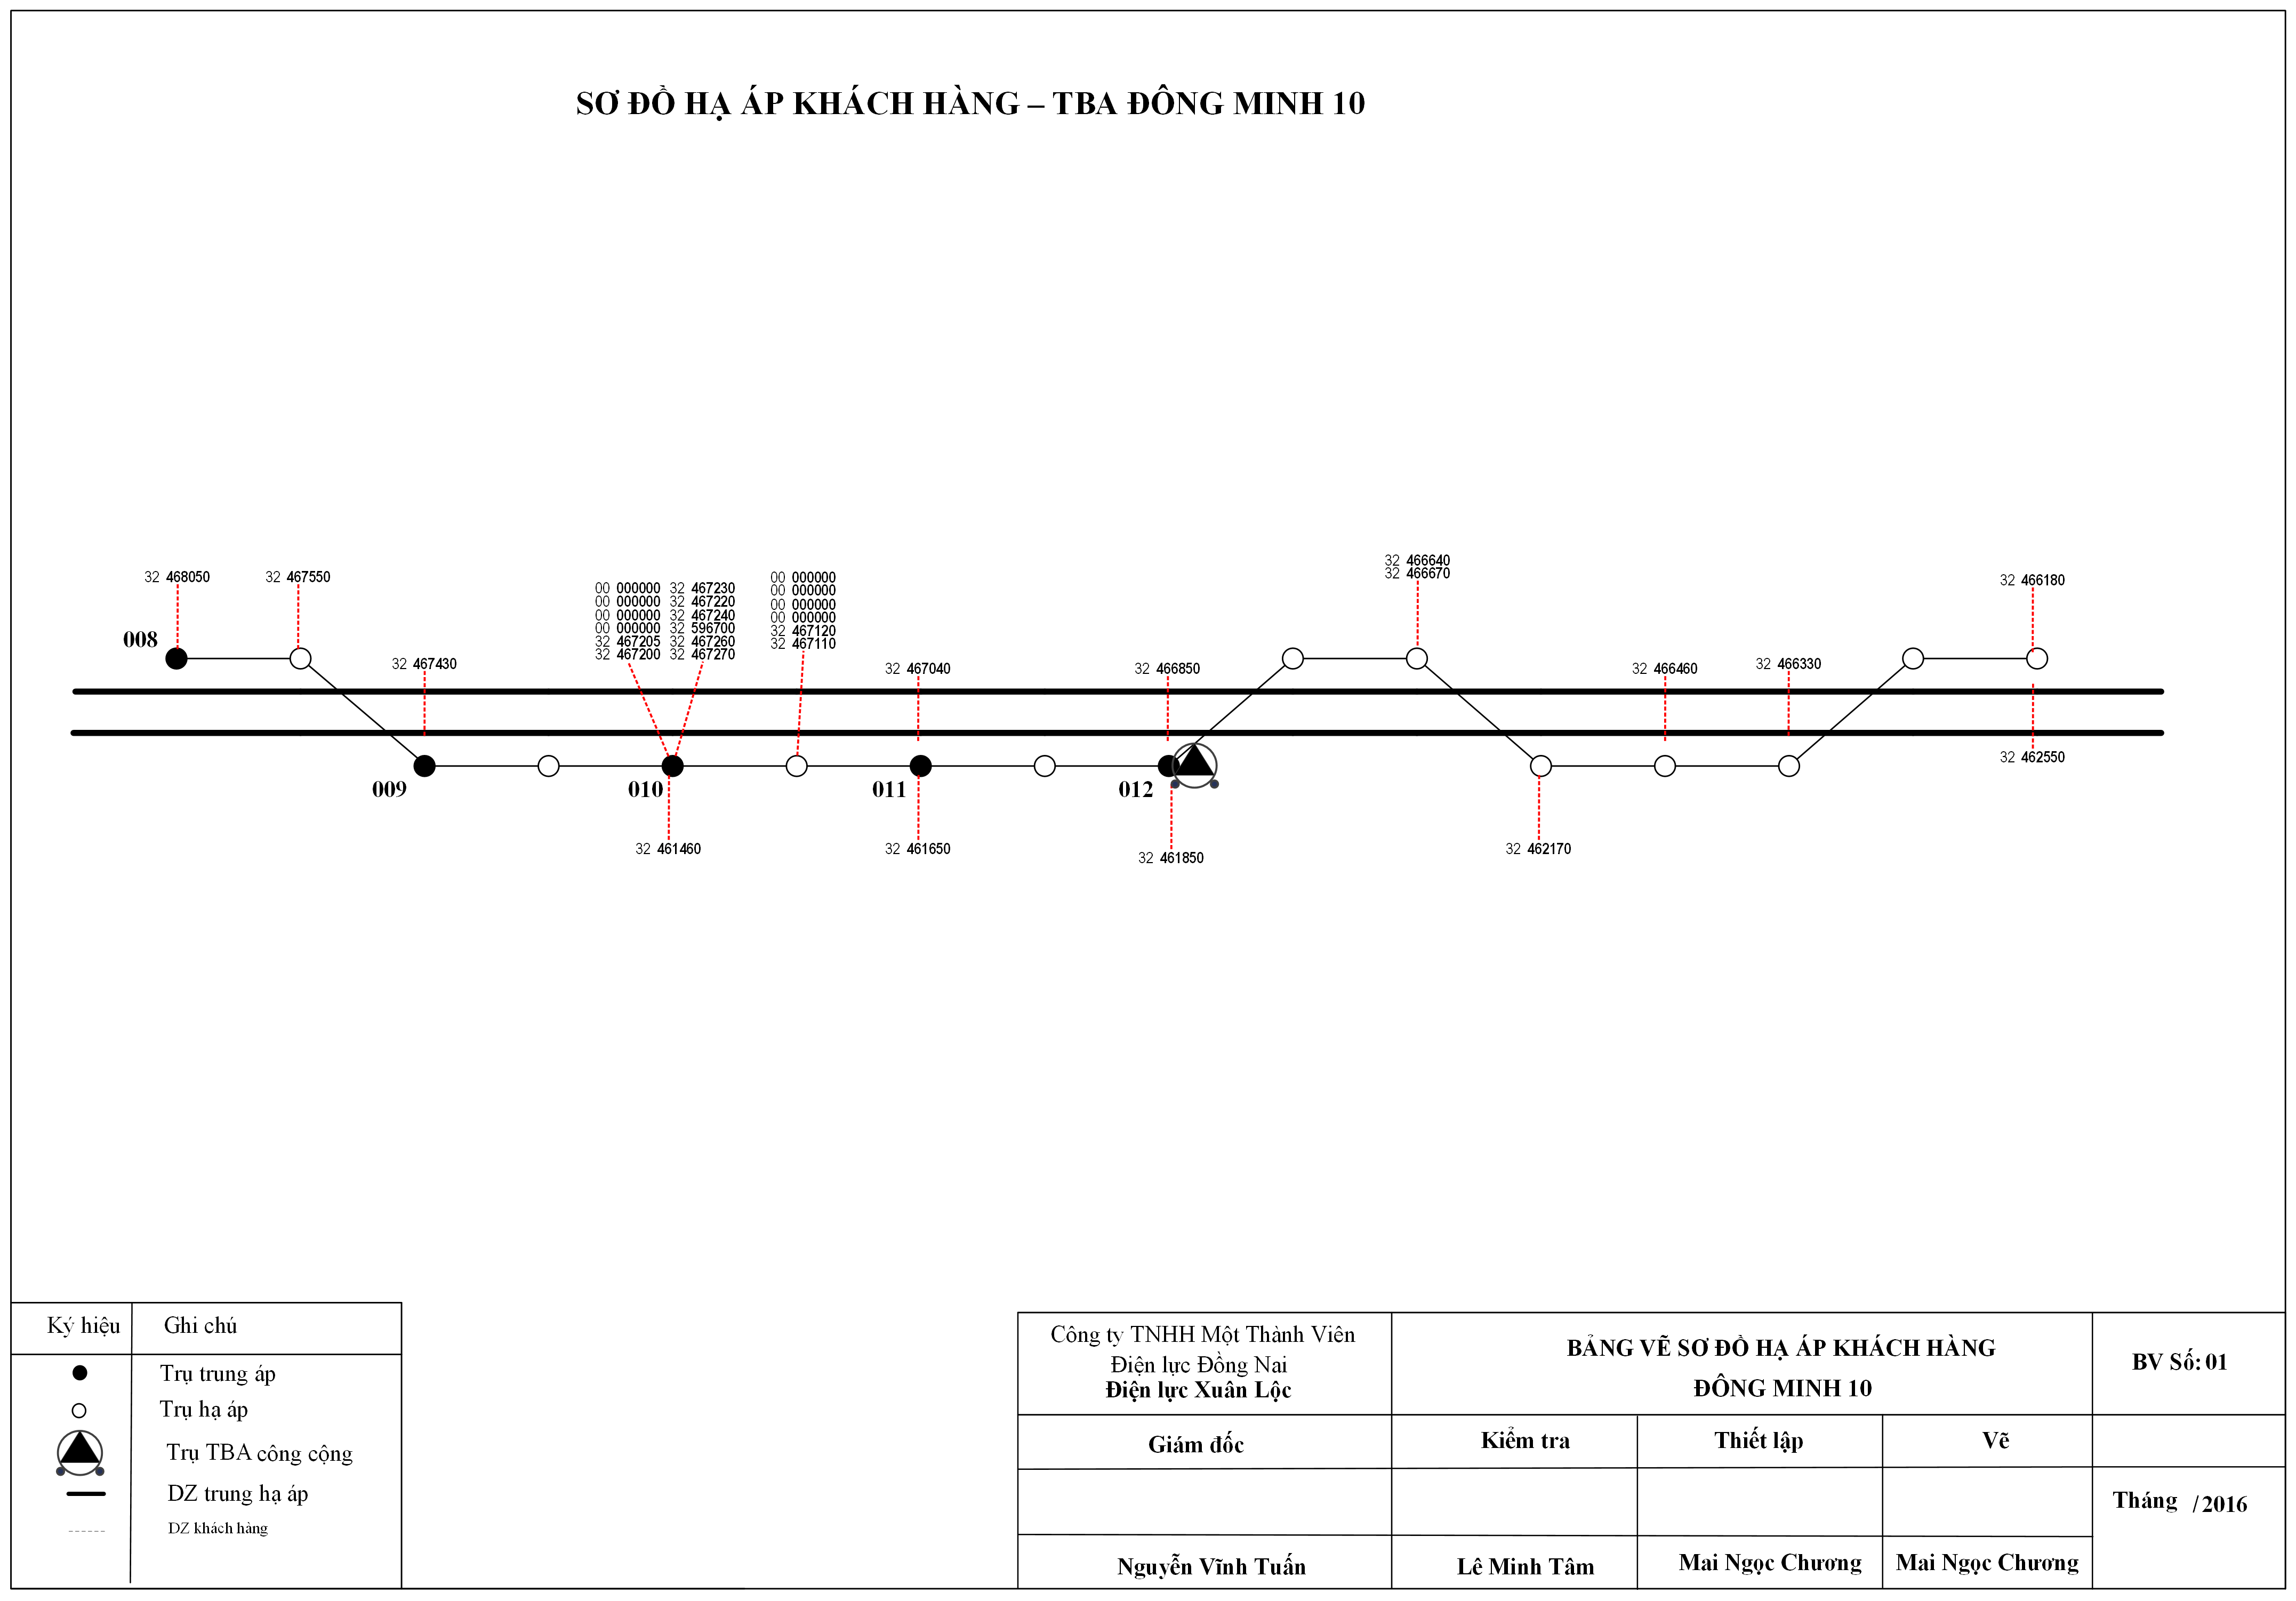 SƠ ĐỒ HẠ ÁP KHÁCH HÀNG – TBA ĐÔNG MINH 10
32 466640
32 466670
32 468050
32 467550
00 000000 32 467230
00 000000 32 467220
00 000000 32 467240
00 000000 32 596700
32 467205 32 467260
32 467200 32 467270
00 000000
00 000000
00 000000
00 000000
32 467120
32 467110
32 466180
008
32 467430
32 467040
32 466850
32 466460
32 466330
32 462550
009
010
011
012
32 461460
32 461650
32 461850
32 462170
Ký hiệu
Ghi chú
Trụ trung áp
Trụ hạ áp
Trụ TBA công cộng
DZ trung hạ áp
DZ khách hàng
Công ty TNHH Một Thành Viên
Điện lực Đồng Nai
Điện lực Xuân Lộc
BẢNG VẼ SƠ ĐỒ HẠ ÁP KHÁCH HÀNG
ĐÔNG MINH 10
BV Số: 01
Giám đốc
Kiểm tra
Thiết lập
Vẽ
Tháng /2016
Nguyễn Vĩnh Tuấn
Lê Minh Tâm
Mai Ngọc Chương
Mai Ngọc Chương